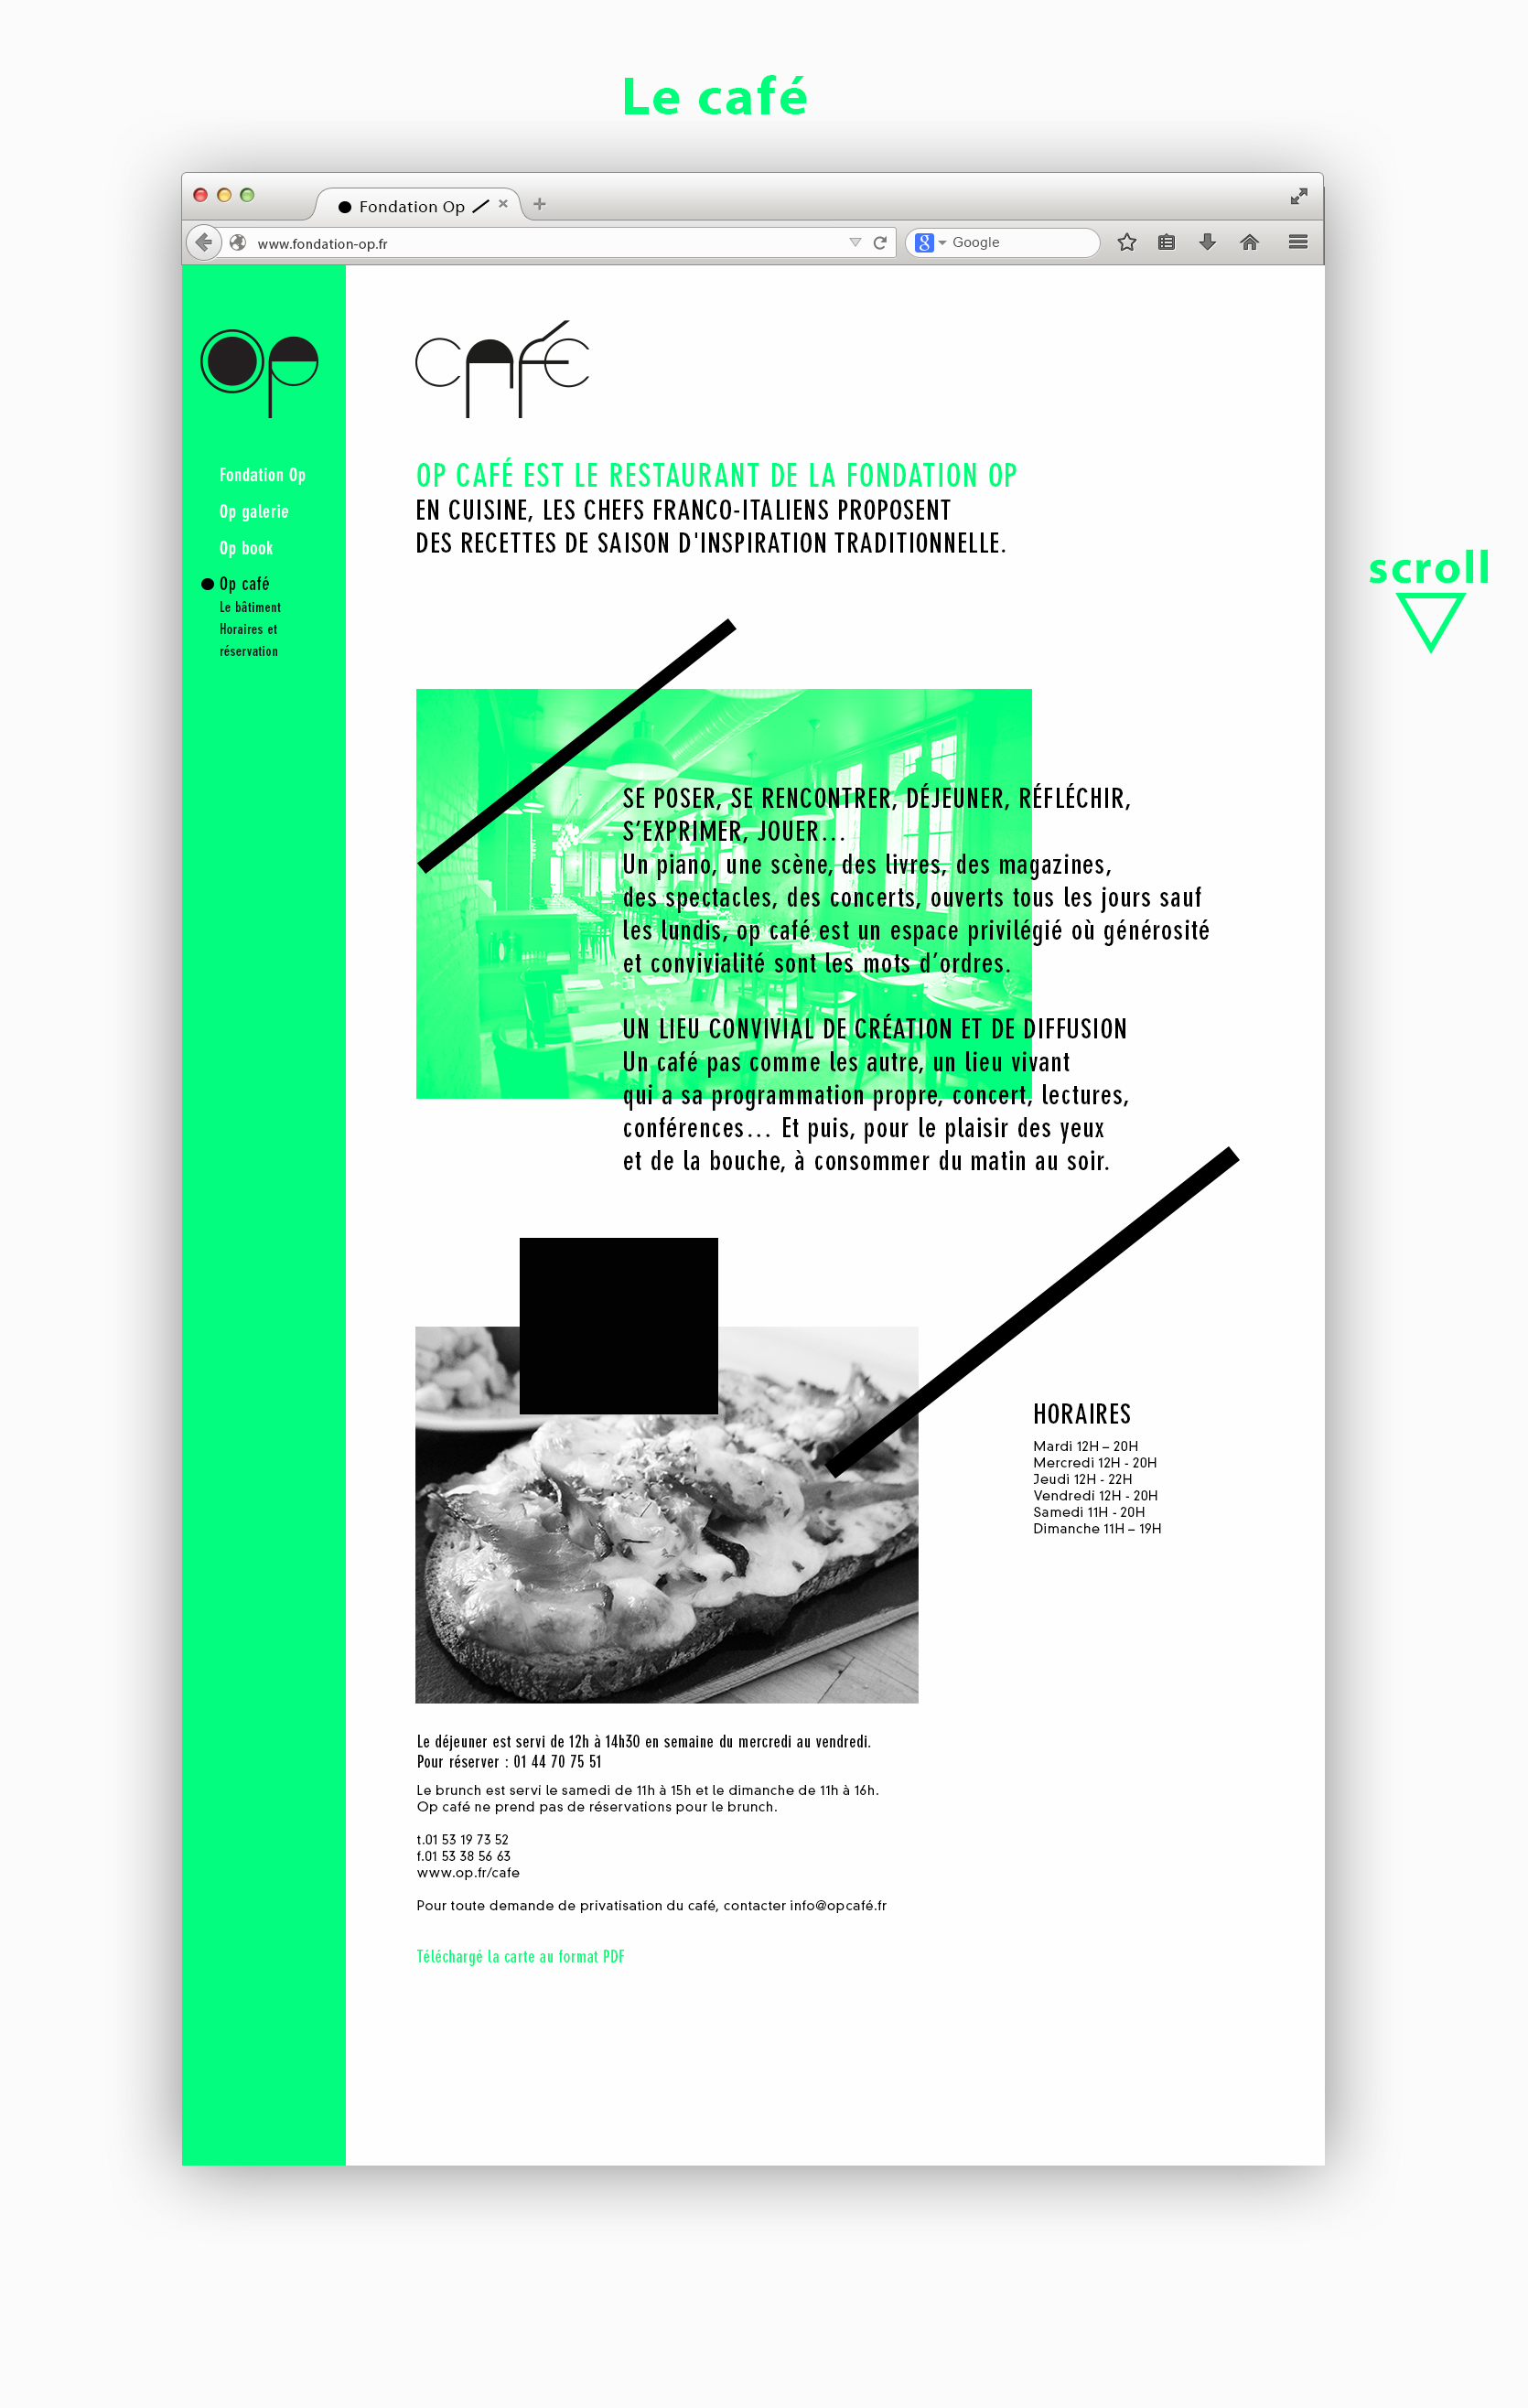 Le café
Fondation Op
www.fondation-op.fr
Google
Op
CAFÉ
Fondation Op
Op galerie
Op book
Op café
Le bâtiment
Horaires et
réservation
OP CAFÉ EST LE RESTAURANT DE LA FONDATION OP
EN CUISINE, LES CHEFS FRANCO-ITALIENS PROPOSENT
DES RECETTES DE SAISON D'INSPIRATION TRADITIONNELLE.
scroll
SE POSER, SE RENCONTRER, DÉJEUNER, RÉFLÉCHIR,
S’EXPRIMER, JOUER...
Un piano, une scène, des livres, des magazines,
des spectacles, des concerts, ouverts tous les jours sauf
les lundis, op café est un espace privilégié où générosité
et convivialité sont les mots d’ordres.
UN LIEU CONVIVIAL DE CRÉATION ET DE DIFFUSION
Un café pas comme les autre, un lieu vivant
qui a sa programmation propre, concert, lectures,
conférences... Et puis, pour le plaisir des yeux
et de la bouche, à consommer du matin au soir.
HORAIRES
Mardi 12H – 20H
Mercredi 12H - 20H
Jeudi 12H - 22H
Vendredi 12H - 20H
Samedi 11H - 20H
Dimanche 11H – 19H
Le déjeuner est servi de 12h à 14h30 en semaine du mercredi au vendredi.
Pour réserver : 01 44 70 75 51
Le brunch est servi le samedi de 11h à 15h et le dimanche de 11h à 16h.
Op café ne prend pas de réservations pour le brunch.
t.01 53 19 73 52
f.01 53 38 56 63
www.op.fr/cafe
Pour toute demande de privatisation du café, contacter info@opcafé.fr
Téléchargé la carte au format PDF